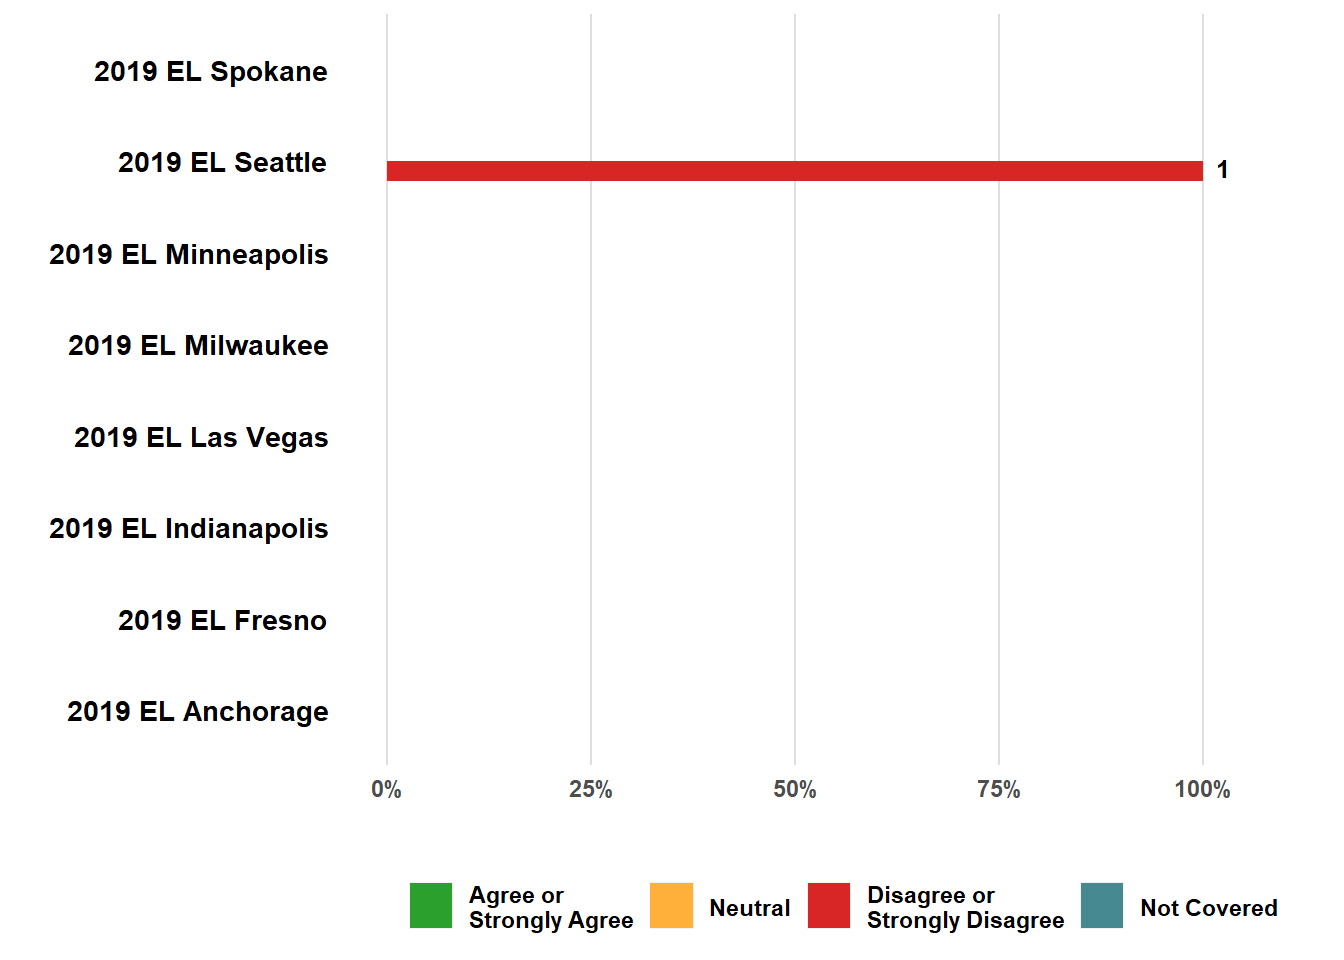 2019 EL Spokane
2019 EL Seattle
1
2019 EL Minneapolis
2019 EL Milwaukee
2019 EL Las Vegas
2019 EL Indianapolis
2019 EL Fresno
2019 EL Anchorage
0%
25%
50%
75%
100%
Agree or
Strongly Agree
Neutral
Disagree or
Strongly Disagree
Not Covered